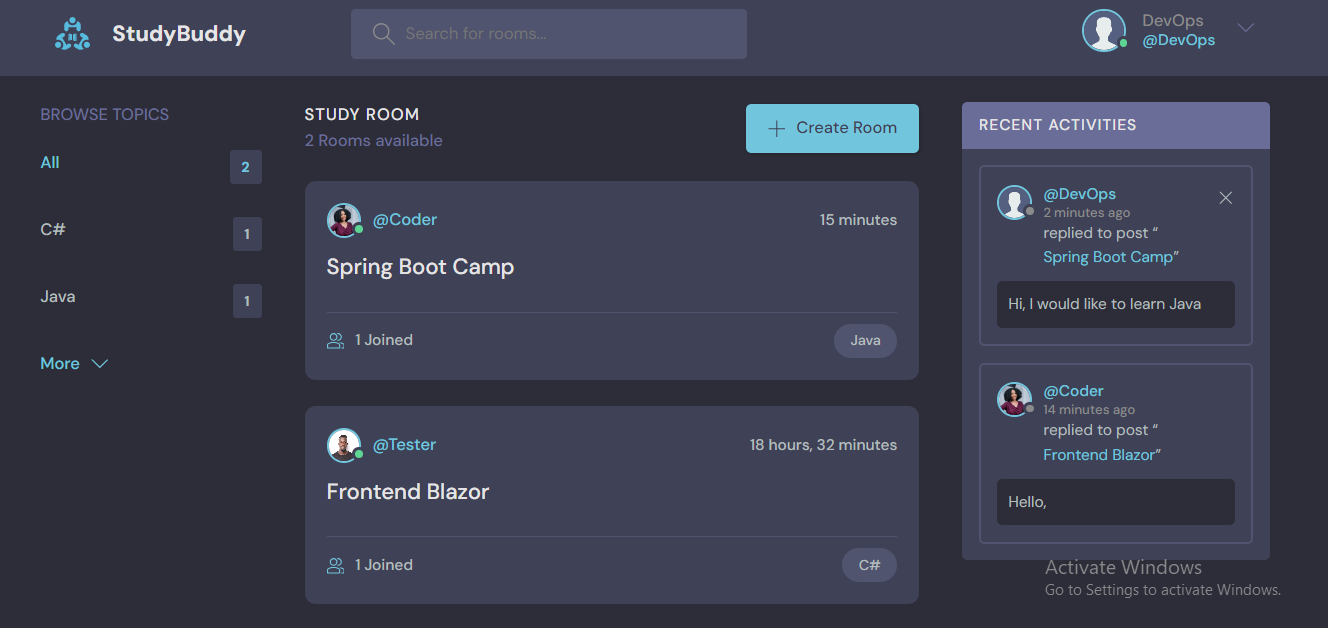 StudyBuddy
Search for rooms...
DevOps
@DevOps
BROWSE TOPICS
All
2
C#
1
Java
1
More
STUDY ROOM
2 Rooms available
Create Room
@Coder
15 minutes
Spring Boot Camp
1 Joined
Java
@Tester
18 hours, 32 minutes
Frontend Blazor
1 Joined
C#
RECENT ACTIVITIES
@DevOps
2 minutes ago
replied to post “
Spring Boot Camp”
Hi, I would like to learn Java
@Coder
14 minutes ago
replied to post “
Frontend Blazor”
Hello,
Activate Windows
Go to Settings to activate Windows.